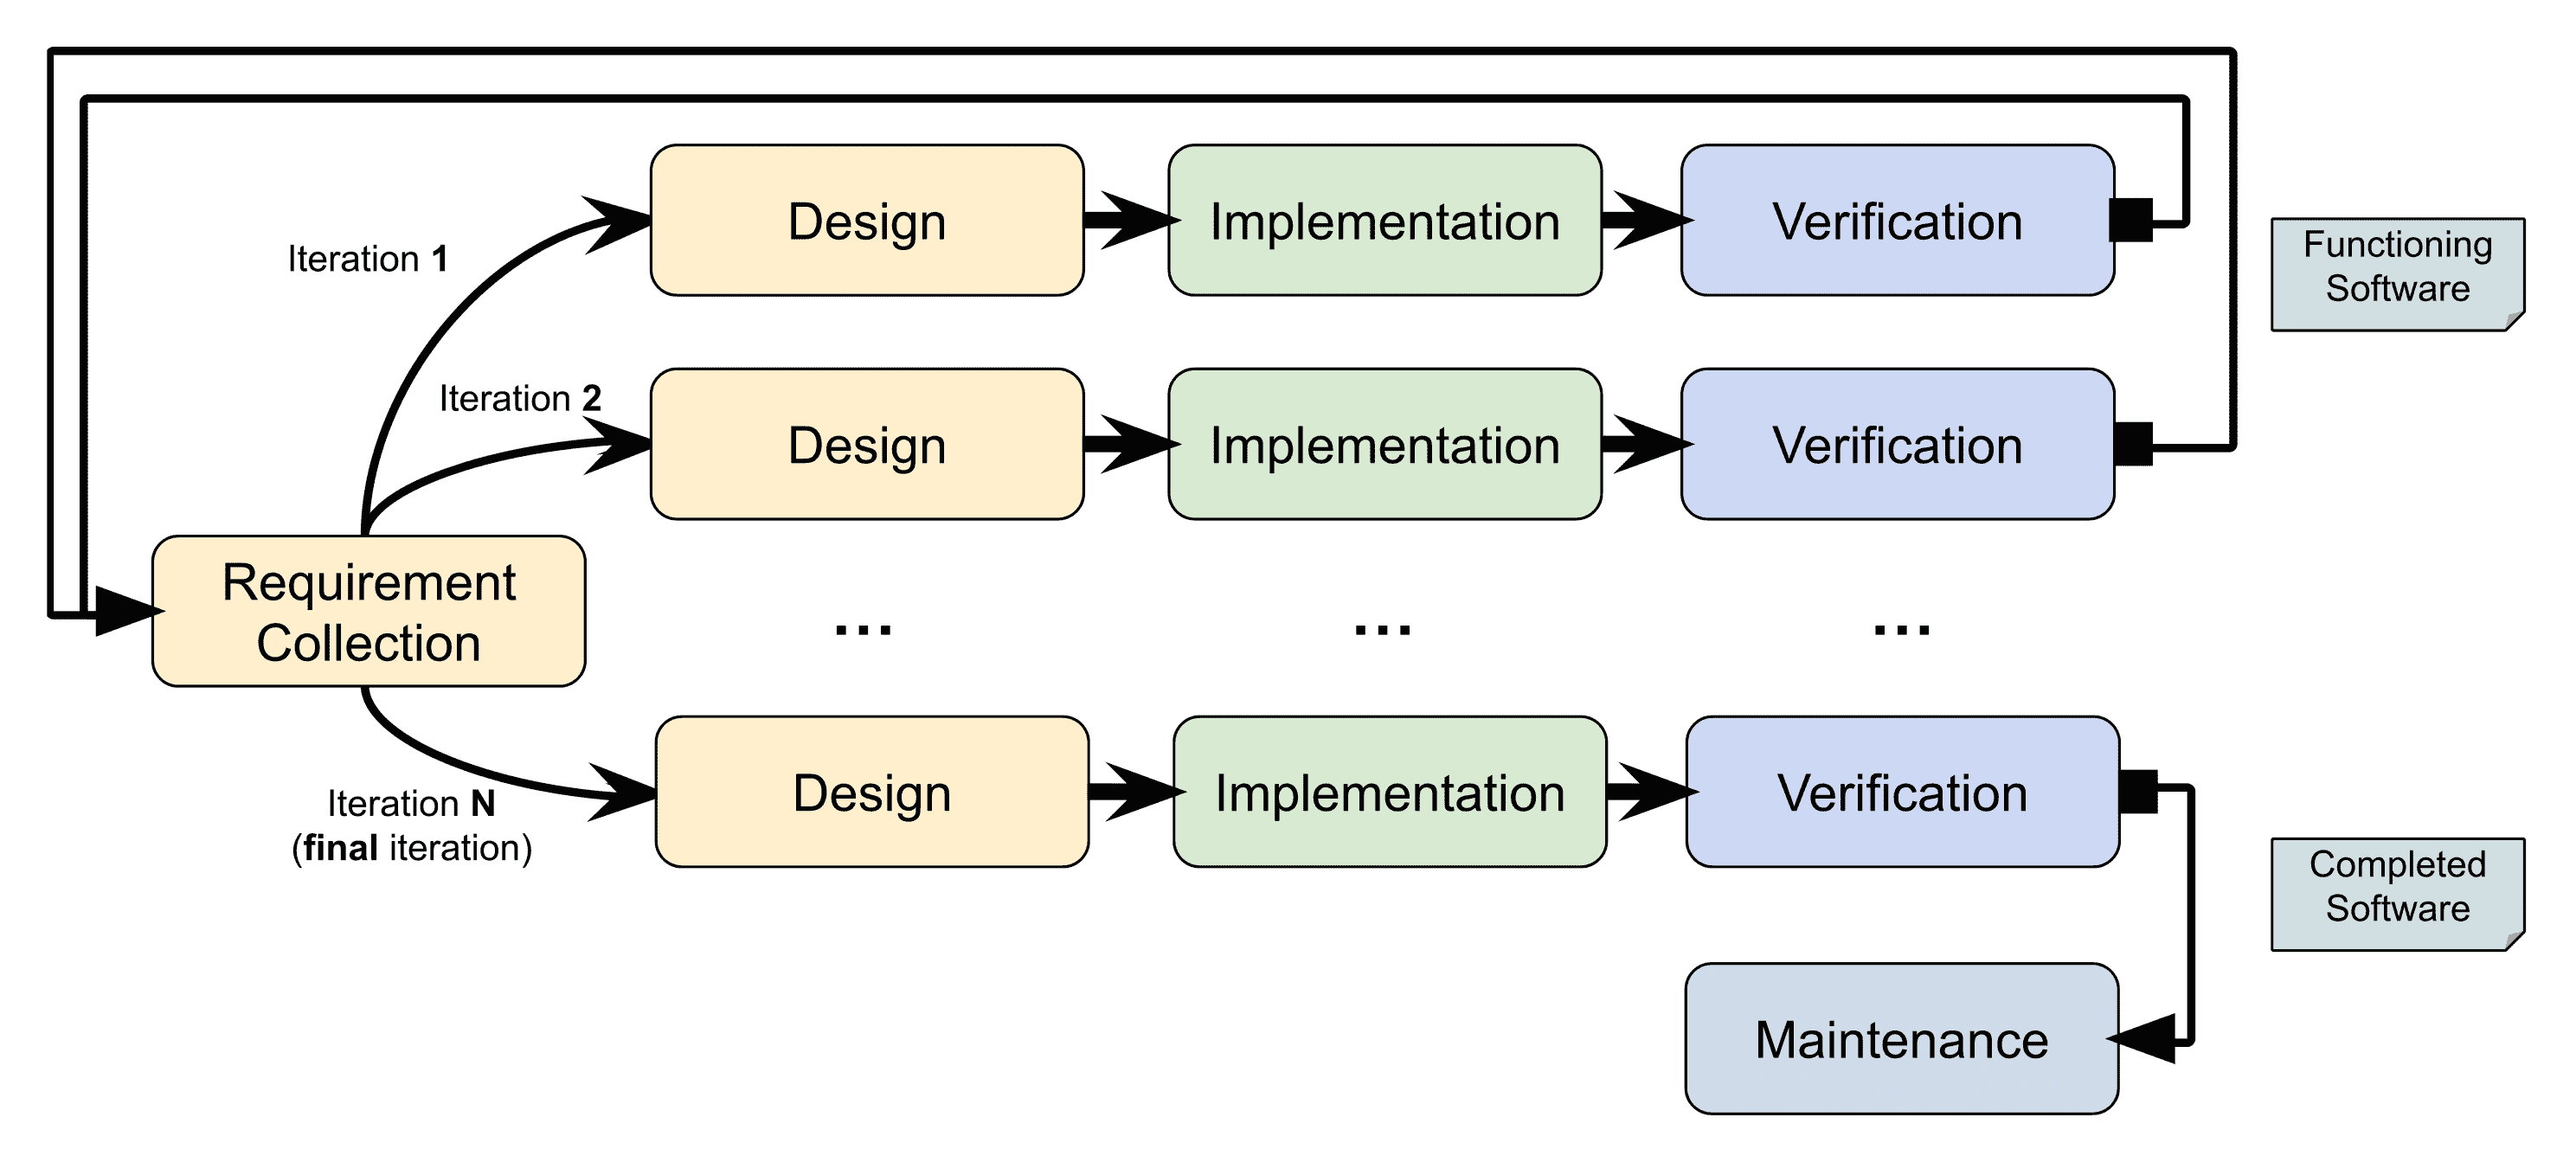 Iteration 1
Design
Implementation
Verification
Functioning
Software
Iteration 2
Design
Implementation
Verification
Requirement
Collection
... ... ...
Iteration N
(final iteration)
Design
Implementation
Verification
Completed
Software
Maintenance